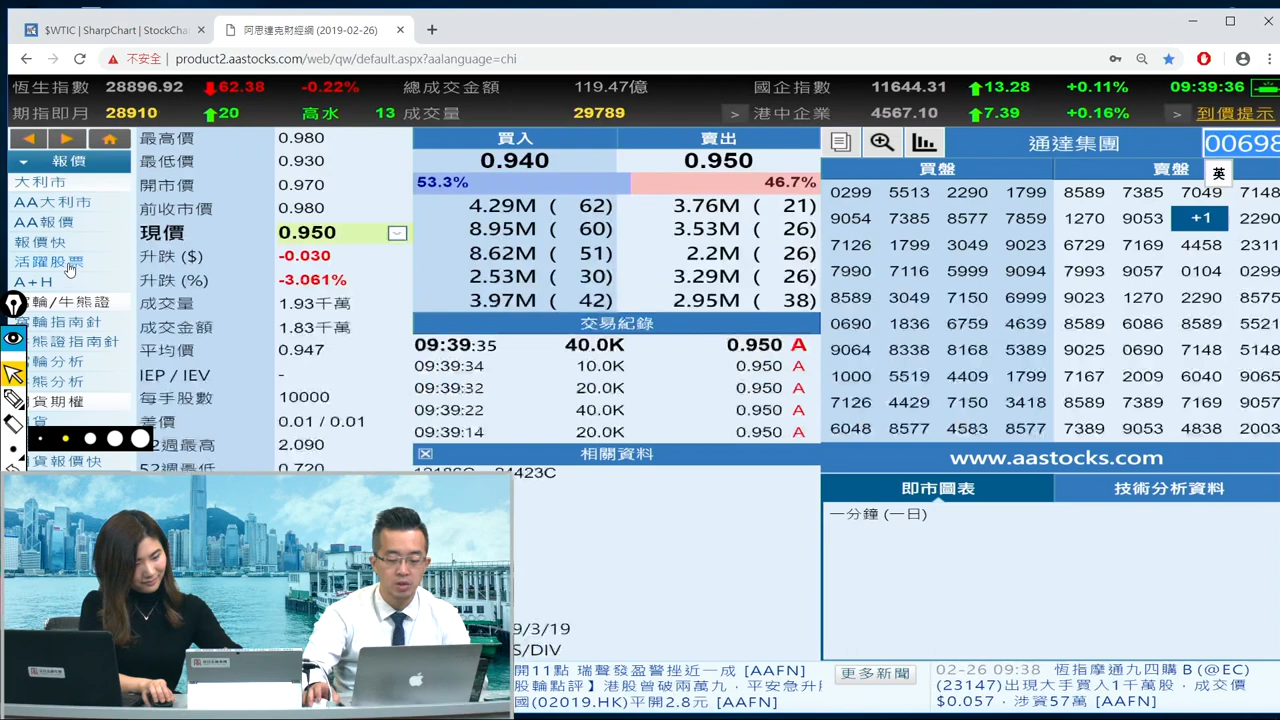 $WTIC | SharpChart | StockCha
阿思達克財經網 (2019-02-26)
不安全 product2.aastocks.com/web/qw/default.aspx?aalanguage=chi
恆生指數 28896.92 62.38 -0.22% 總成交金額 119.47億 國企指數 11644.31 13.28 +0.11% 09:39:36
期指即月 28910 20 高水 13 成交量 29789 > 港中企業 4567.10 7.39 +0.16% > 到價提示
報價
大利市
AA大利市
AA報價
報價快
活躍股票
A+H
輪/牛熊證
輪指南針
熊證指南針
輪分析
熊分析
貨期權
貨報價快
最高價 0.980
最低價 0.930
開市價 0.970
前收市價 0.980
現價 0.950
升跌 ($) -0.030
升跌 (%) -3.061%
成交量 1.93千萬
成交金額 1.83千萬
平均價 0.947
IEP / IEV -
每手股數 10000
差價 0.01 / 0.01
週最高 2.090
52週最低 0.720
買入 賣出
0.940 0.950
53.3% 46.7%
4.29M ( 62) 3.76M ( 21)
8.95M ( 60) 3.53M ( 26)
8.62M ( 51) 2.2M ( 26)
2.53M ( 30) 3.29M ( 26)
3.97M ( 42) 2.95M ( 38)
交易紀錄
09:39:35 40.0K 0.950 A
09:39:34 10.0K 0.950 A
09:39:32 20.0K 0.950 A
09:39:22 40.0K 0.950 A
09:39:14 20.0K 0.950 A
相關資料
24423C
9/3/19
S/DIV
通達集團 00698
英
買盤 賣盤
0299 5513 2290 1799 8589 7385 7049 7148
9054 7385 8577 7859 1270 9053 +1 2290
7126 1799 3049 9023 6729 7169 4458 2311
7990 7116 5999 9094 7993 9057 0104 0299
8589 3049 7150 6999 9023 1270 2290 8575
0690 1836 6759 4639 8589 6086 8589 5521
9064 8338 8168 5389 9025 0690 7148 5148
1000 5519 4409 1799 7167 2009 6040 9065
7126 4429 7150 3418 8589 7389 7169 9057
6048 8577 4583 8577 7389 9053 4838 2003
www.aastocks.com
即市圖表 技術分析資料
一分鐘 (一日)
開11點 瑞聲發盈警挫近一成 [AAFN]
股輪點評】港股曾破兩萬九．平安急升
國(02019.HK)平開2.8元 [AAFN]
更多新聞
02-26 09:38 恆指摩通九四購Ｂ(@EC)
(23147)出現大手買入1千萬股．成交價
$0.057．涉資57萬 [AAFN]